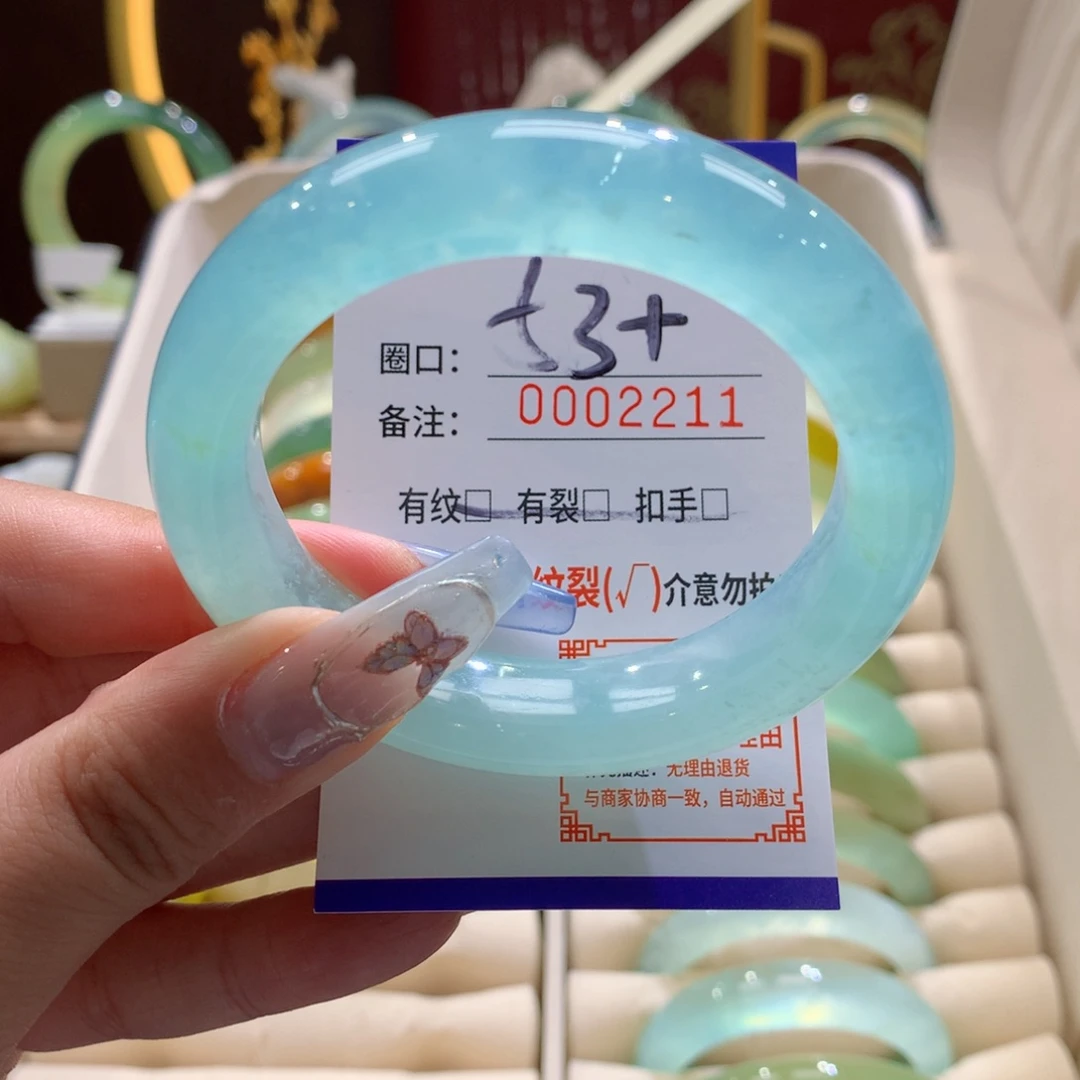 圈口: 53+
备注: 0002211
有纹□ 有裂□ 扣手□
纹裂(√)介意勿拍
由
无理由退货
与商家协商一致，自动通过